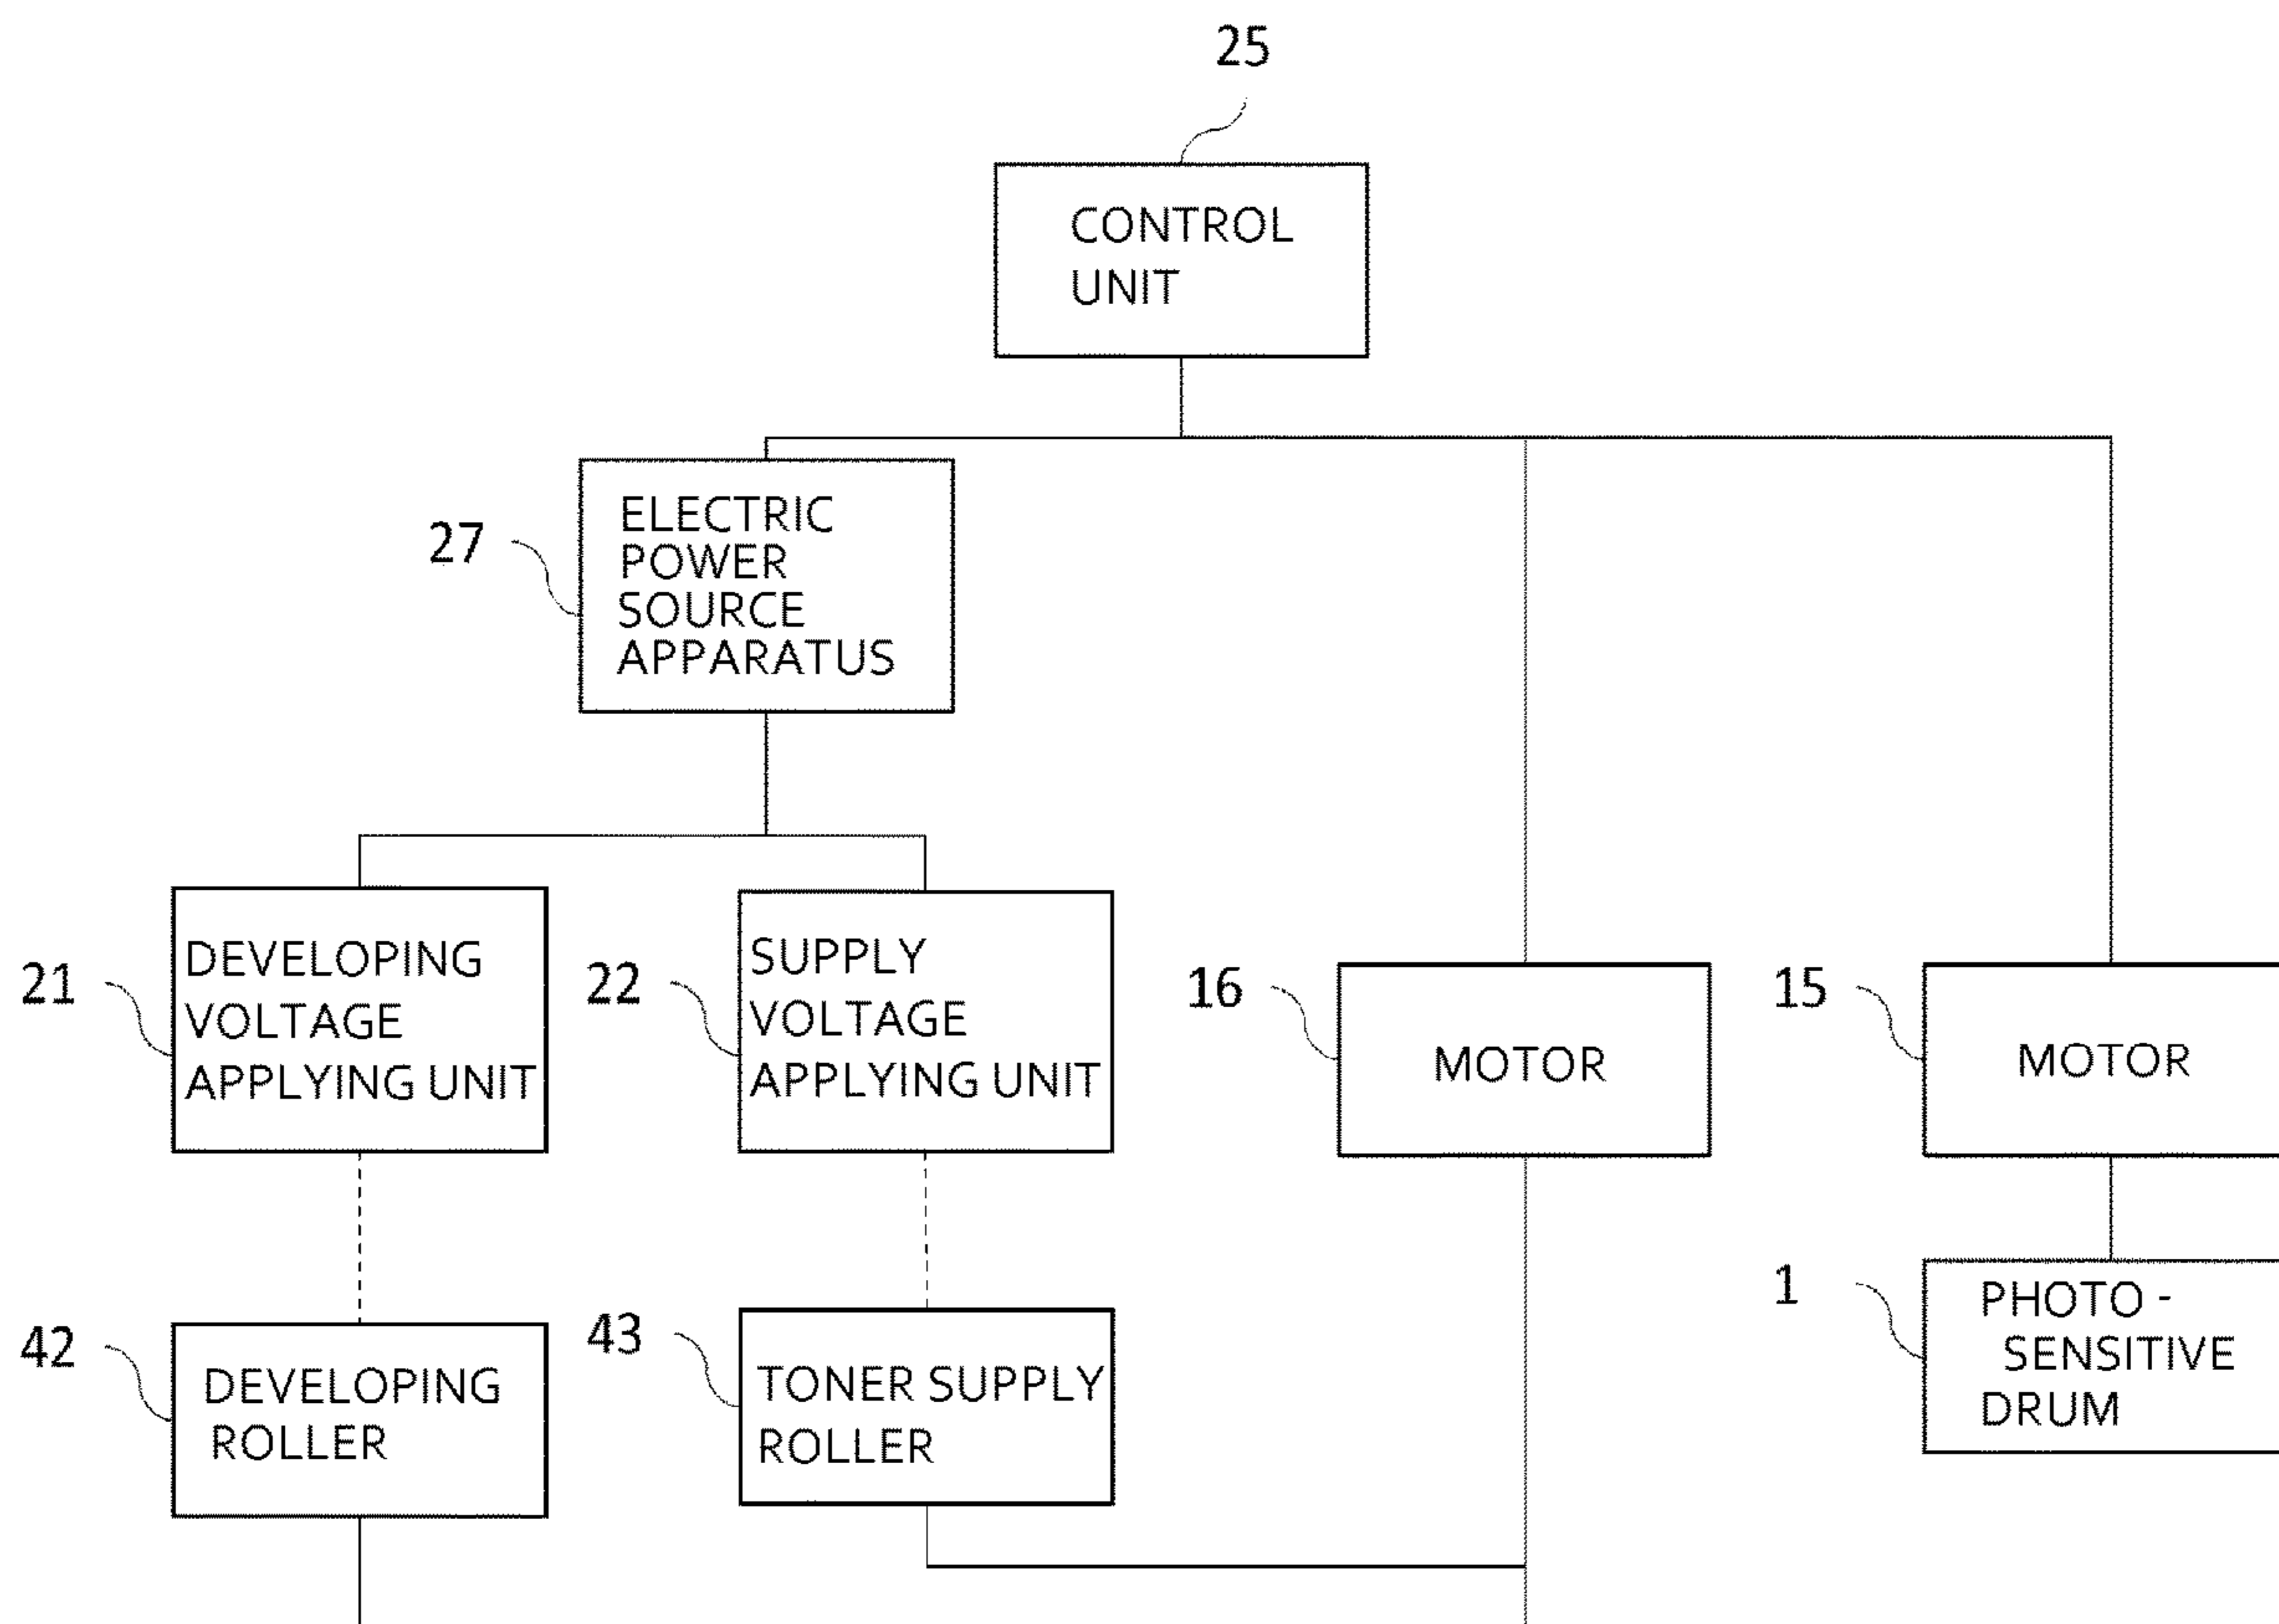 25
CONTROL
UNIT
27
ELECTRIC
POWER
SOURCE
APPARATUS
21
DEVELOPING
VOLTAGE
APPLYING UNIT
22
SUPPLY
VOLTAGE
APPLYING UNIT
16
MOTOR
15
MOTOR
42
DEVELOPING
ROLLER
43
TONER SUPPLY
ROLLER
1
PHOTO -
SENSITIVE
DRUM